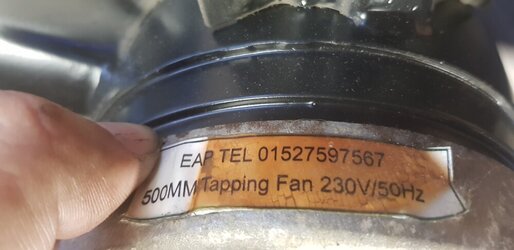 EAP TEL 01527597567
500MM Tapping Fan 230V/50Hz